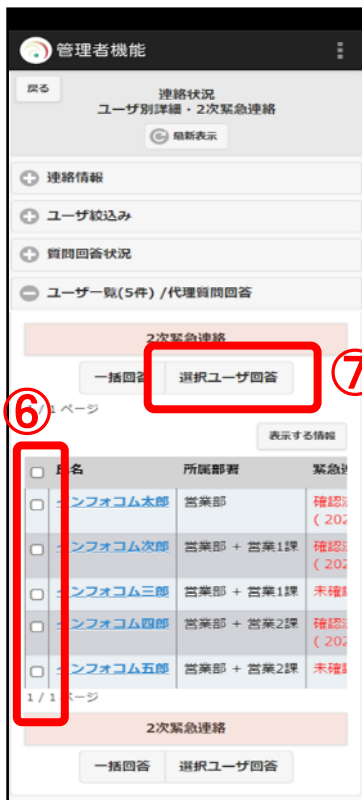 管理者機能
戻る
連絡状況
ユーザ別詳細・2次緊急連絡
最新表示
連絡情報
ユーザ絞込み
質問回答状況
ユーザ一覧(5件) /代理質問回答
2次緊急連絡
一括回答 選択ユーザ回答
⑦
⑥
/ 1 ページ
表示する情報
氏名 所属部署 緊急
インフォコム太郎 営業部 確認
( 202
インフォコム次郎 営業部 + 営業1課 確認
( 202
インフォコム三郎 営業部 + 営業1課 未確
インフォコム四郎 営業部 + 営業2課 確認
( 202
インフォコム五郎 営業部 + 営業2課 未確
1 / 1 ページ
2次緊急連絡
一括回答 選択ユーザ回答